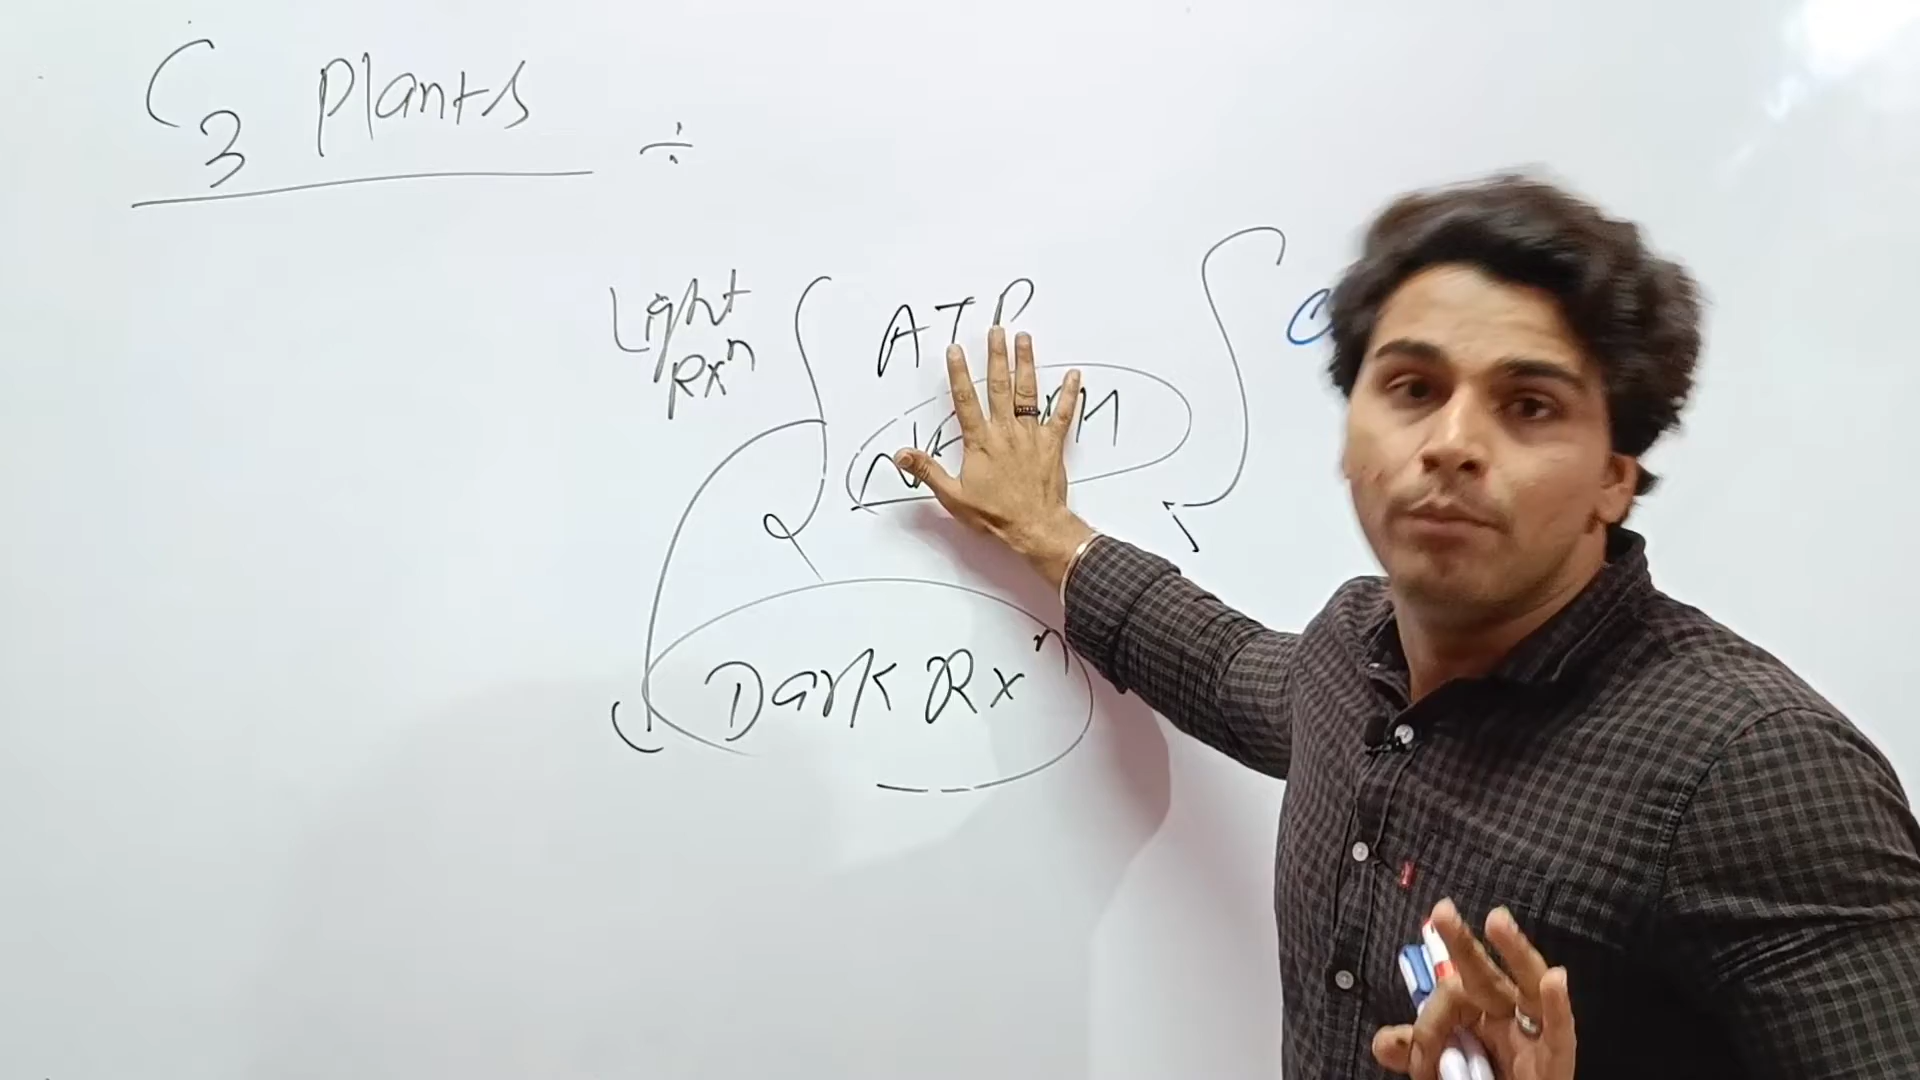 C3 Plants ÷
Light
Rxn
ATP
Dark Rxn